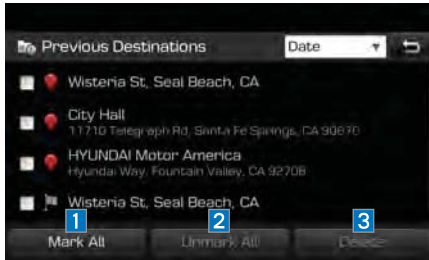 Previous Destinations
Date
Wisteria St, Seal Beach, CA
City Hall
11710 Telegraph Rd, Santa Fe Springs, CA 90670
HYUNDAI Motor America
Hyundai Way, Fountain Valley, CA 92708
Wisteria St, Seal Beach, CA
1 2 3
Mark All Unmark All Delete